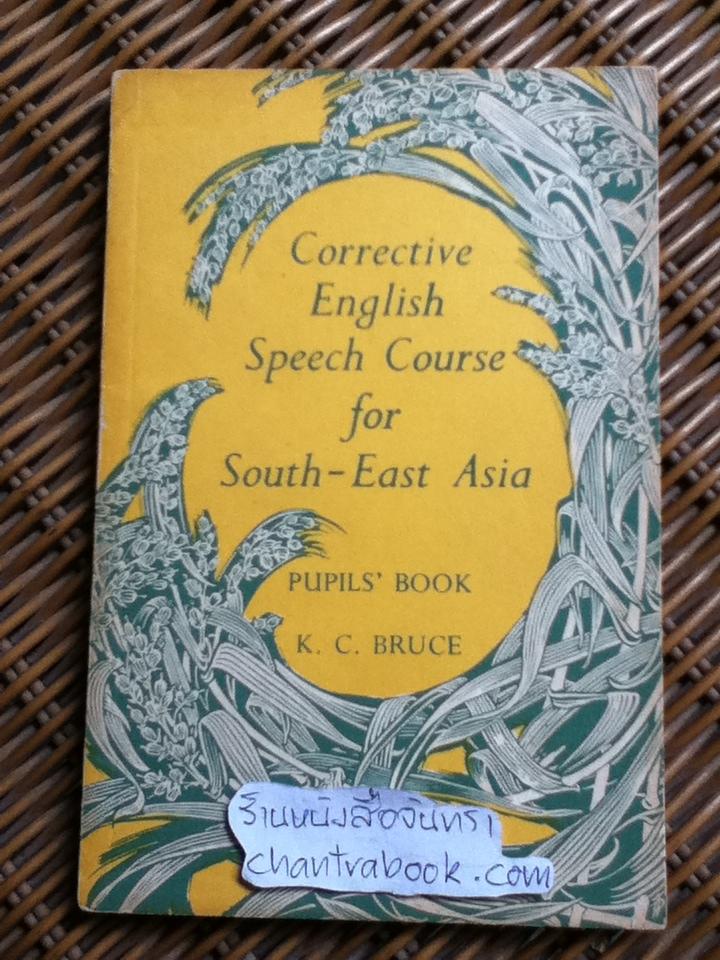 Corrective
English
Speech Course
for
South-East Asia
PUPILS' BOOK
K. C. BRUCE
ร้านหนังสือจันทรา
chantrabook.com